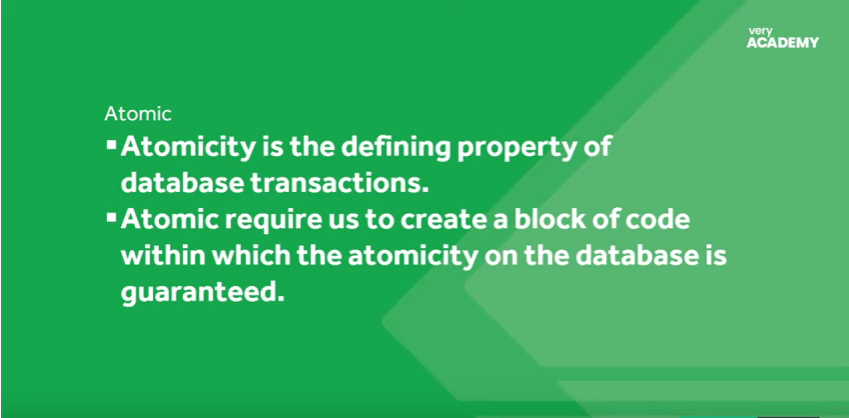 very
ACADEMY
Atomic
▪Atomicity is the defining property of
database transactions.
▪Atomic require us to create a block of code
within which the atomicity on the database is
guaranteed.